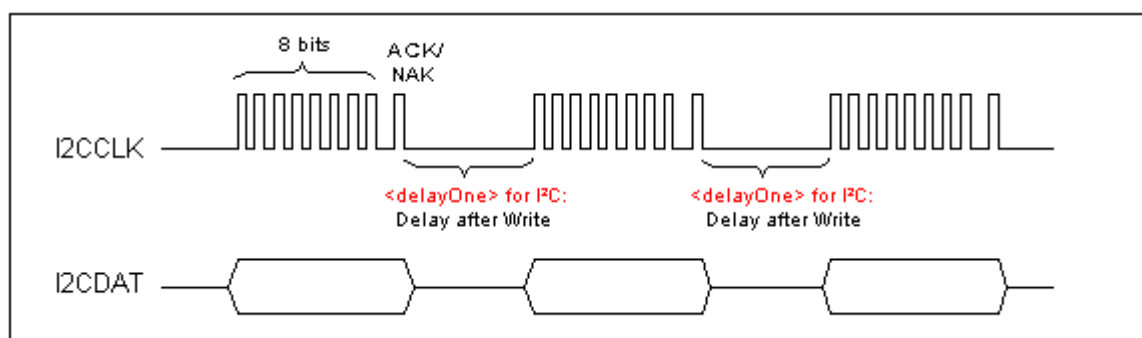 8 bits
ACK/
NAK
I2CCLK
<delayOne> for I²C:
Delay after Write
<delayOne> for I²C:
Delay after Write
I2CDAT